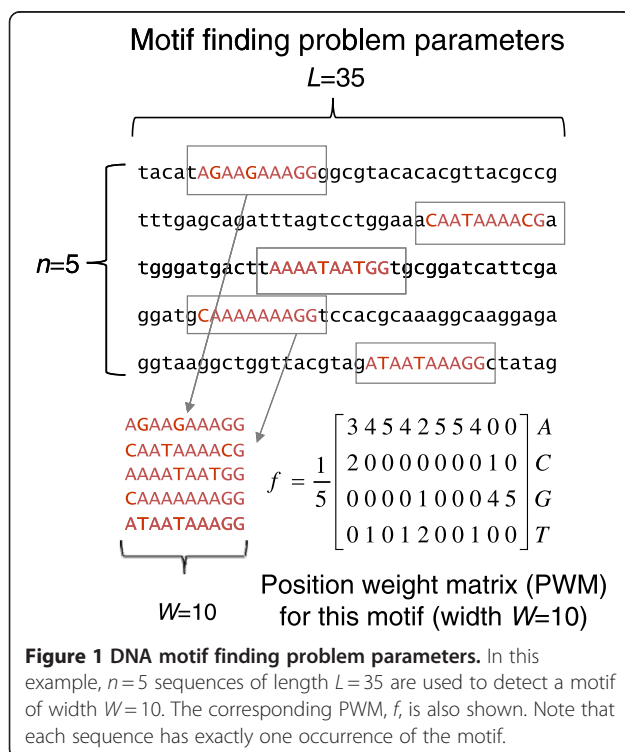 Motif finding problem parameters
L=35
tacatAGAAGAAAGGggcgtacacacgttacgccg
tttgagcagatttagtcctggaaaCAATAAAACGa
n=5
tgggatgacttAAAATAATGGtgcggatcattcga
ggatgCAAAAAAAGGtccacgcaaaggcaaggaga
ggtaaggctggttacgtagATAATAAAGGctatag
AGAAGAAAGG
CAATAAAACG
AAAATAATGG
CAAAAAAAGG
ATAATAAAGG
W=10
f = 1/5
3 4 5 4 2 5 5 4 0 0 A
2 0 0 0 0 0 0 0 1 0 C
0 0 0 0 1 0 0 0 4 5 G
0 1 0 1 2 0 0 1 0 0 T
Position weight matrix (PWM)
for this motif (width W=10)
Figure 1 DNA motif finding problem parameters. In this
example, n = 5 sequences of length L = 35 are used to detect a motif
of width W = 10. The corresponding PWM, f, is also shown. Note that
each sequence has exactly one occurrence of the motif.